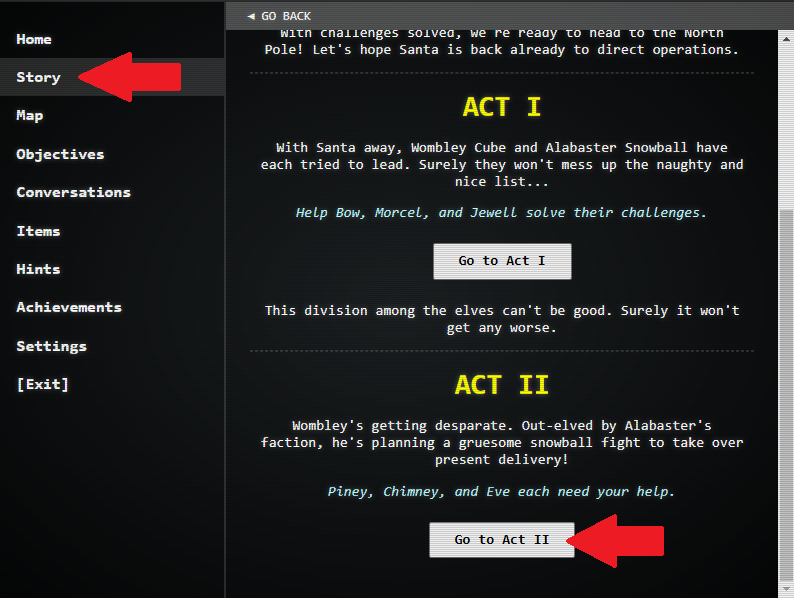 ◄ GO BACK
Home
Story
Map
Objectives
Conversations
Items
Hints
Achievements
Settings
[Exit]
With challenges solved, we're ready to head to the North
Pole! Let's hope Santa is back already to direct operations.
ACT I
With Santa away, Wombley Cube and Alabaster Snowball have
each tried to lead. Surely they won't mess up the naughty and
nice list...
Help Bow, Morcel, and Jewell solve their challenges.
Go to Act I
This division among the elves can't be good. Surely it won't
get any worse.
ACT II
Wombley's getting desparate. Out-elved by Alabaster's
faction, he's planning a gruesome snowball fight to take over
present delivery!
Piney, Chimney, and Eve each need your help.
Go to Act II